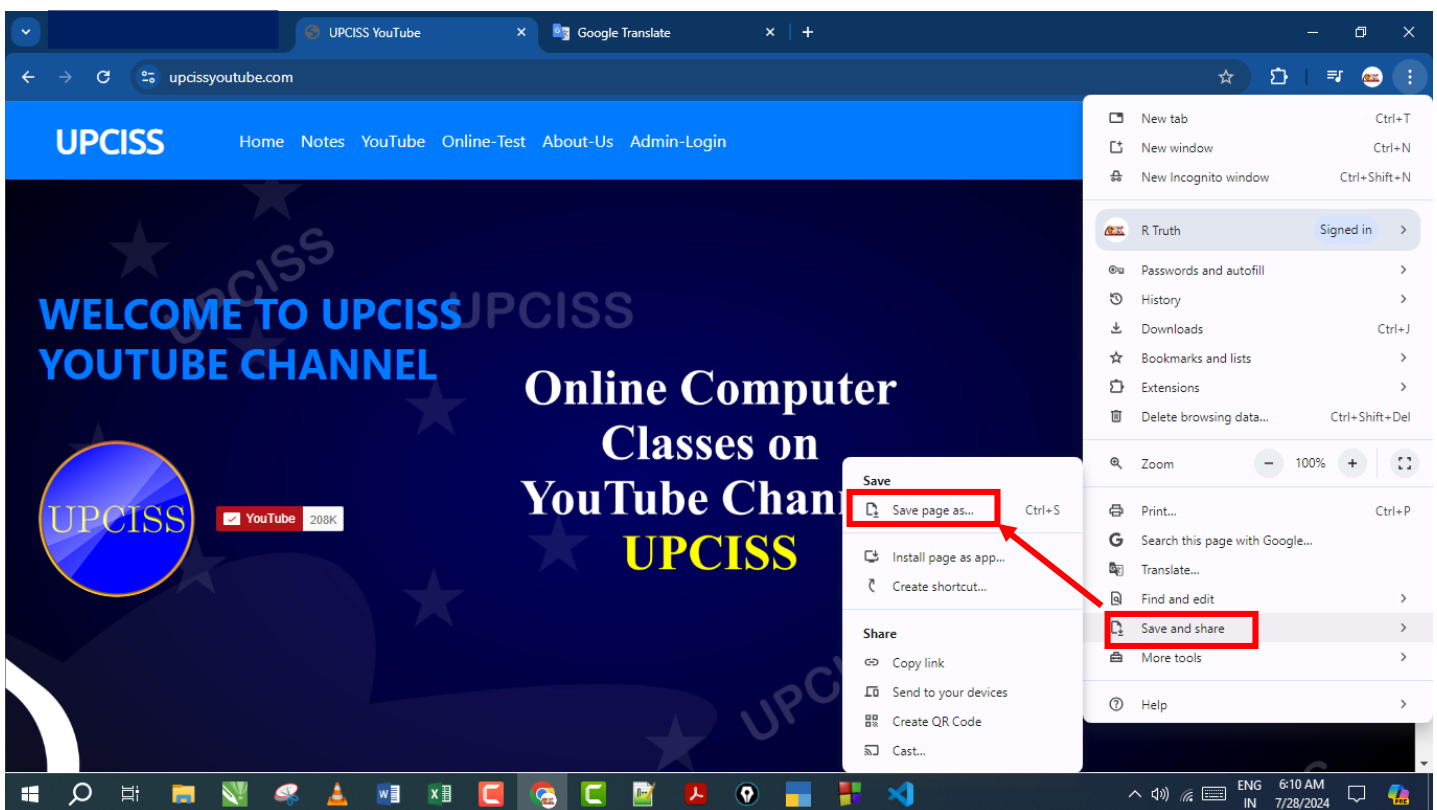 UPCISS YouTube
Google Translate
upcissyoutube.com
UPCISS
Home Notes YouTube Online-Test About-Us Admin-Login
WELCOME TO UPCISS
YOUTUBE CHANNEL
UPCISS
UPCISS
UPCISS
Online Computer
Classes on
YouTube Chann
UPCISS
UPCISS
YouTube 208K
New tab Ctrl+T
New window Ctrl+N
New Incognito window Ctrl+Shift+N
R Truth Signed in
Passwords and autofill
History
Downloads Ctrl+J
Bookmarks and lists
Extensions
Delete browsing data... Ctrl+Shift+Del
Zoom - 100% +
Print... Ctrl+P
Search this page with Google...
Translate...
Find and edit
Save and share
More tools
Help
Save
Save page as... Ctrl+S
Install page as app...
Create shortcut...
Share
Copy link
Send to your devices
Create QR Code
Cast...
UPC
ENG 6:10 AM
IN 7/28/2024